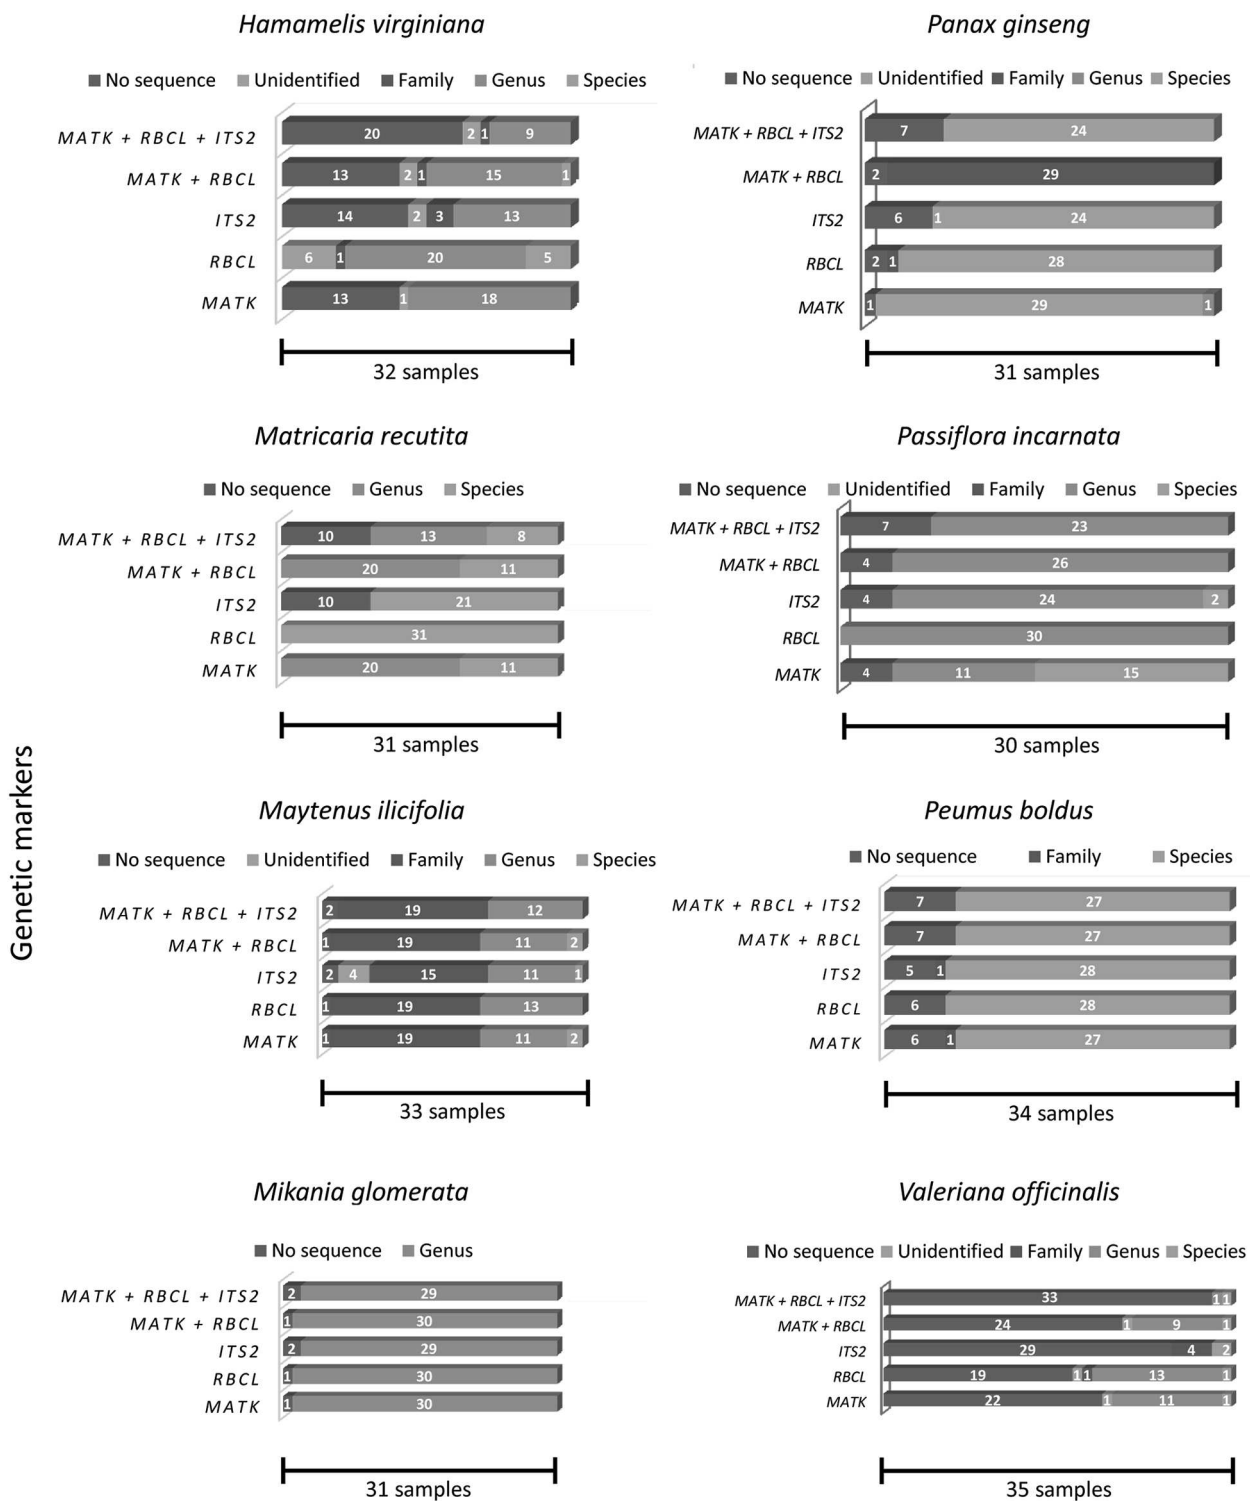 Genetic markers
Hamamelis virginiana
No sequence Unidentified Family Genus Species
MATK + RBCL + ITS2 20 2 1 9
MATK + RBCL 13 2 1 15 1
ITS2 14 2 3 13
RBCL 6 1 20 5
MATK 13 1 18
32 samples
Panax ginseng
No sequence Unidentified Family Genus Species
MATK + RBCL + ITS2 7 24
MATK + RBCL 2 29
ITS2 6 1 24
RBCL 2 1 28
MATK 1 29 1
31 samples
Matricaria recutita
No sequence Genus Species
MATK + RBCL + ITS2 10 13 8
MATK + RBCL 20 11
ITS2 10 21
RBCL 31
MATK 20 11
31 samples
Passiflora incarnata
No sequence Unidentified Family Genus Species
MATK + RBCL + ITS2 7 23
MATK + RBCL 4 26
ITS2 4 24 2
RBCL 30
MATK 4 11 15
30 samples
Maytenus ilicifolia
No sequence Unidentified Family Genus Species
MATK + RBCL + ITS2 2 19 12
MATK + RBCL 1 19 11 2
ITS2 2 4 15 11 1
RBCL 1 19 13
MATK 1 19 11 2
33 samples
Peumus boldus
No sequence Family Species
MATK + RBCL + ITS2 7 27
MATK + RBCL 7 27
ITS2 5 1 28
RBCL 6 28
MATK 6 1 27
34 samples
Mikania glomerata
No sequence Genus
MATK + RBCL + ITS2 2 29
MATK + RBCL 1 30
ITS2 2 29
RBCL 1 30
MATK 1 30
31 samples
Valeriana officinalis
No sequence Unidentified Family Genus Species
MATK + RBCL + ITS2 33 1 1
MATK + RBCL 24 1 9 1
ITS2 29 4 2
RBCL 19 1 1 13 1
MATK 22 1 11 1
35 samples